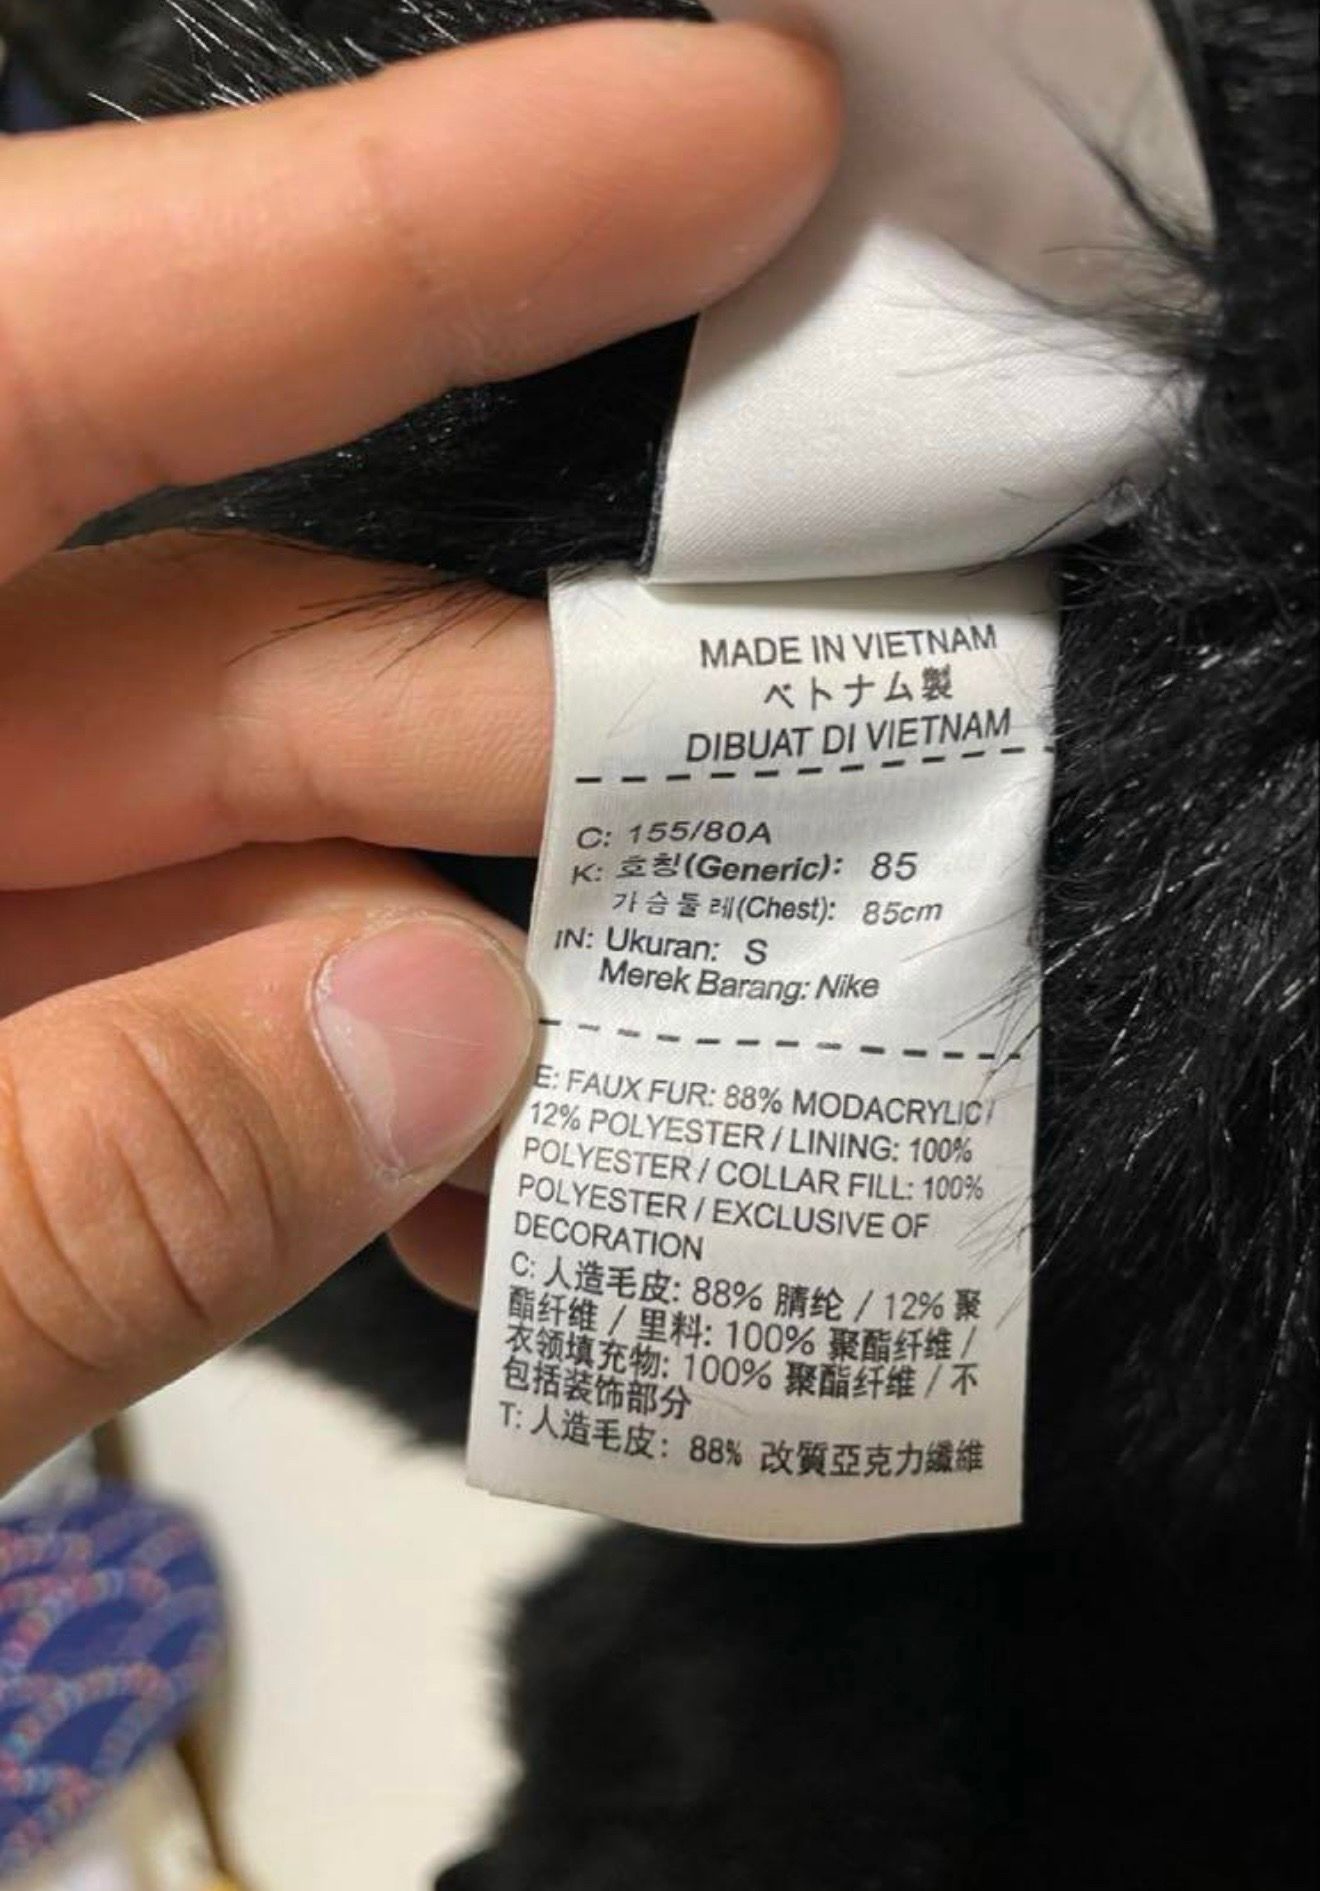 MADE IN VIETNAM
ベトナム製
DIBUAT DI VIETNAM
C: 155/80A
K: 호칭(Generic): 85
가슴둘레(Chest): 85cm
IN: Ukuran: S
Merek Barang: Nike
E: FAUX FUR: 88% MODACRYLIC /
12% POLYESTER / LINING: 100%
POLYESTER / COLLAR FILL: 100%
POLYESTER / EXCLUSIVE OF
DECORATION
C: 人造毛皮: 88% 腈纶 / 12% 聚
酯纤维 / 里料: 100% 聚酯纤维 /
衣领填充物: 100% 聚酯纤维 / 不
包括装饰部分
T: 人造毛皮: 88% 改質亞克力纖維